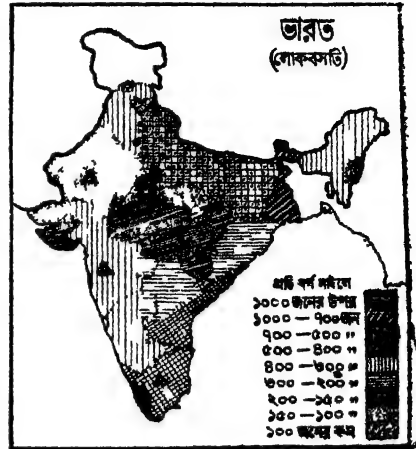 ভারত
(লোকবসতি)
প্রতি বর্গ মাইলে
১০০০ জনের উপর
১০০০ — ৭০০ জন
৭০০ — ৫০০ "
৫০০ — ৪০০ "
৪০০ — ৩০০ "
৩০০ — ২০০ "
২০০ — ১৫০ "
১৫০ — ১০০ "
১০০ জনের কম